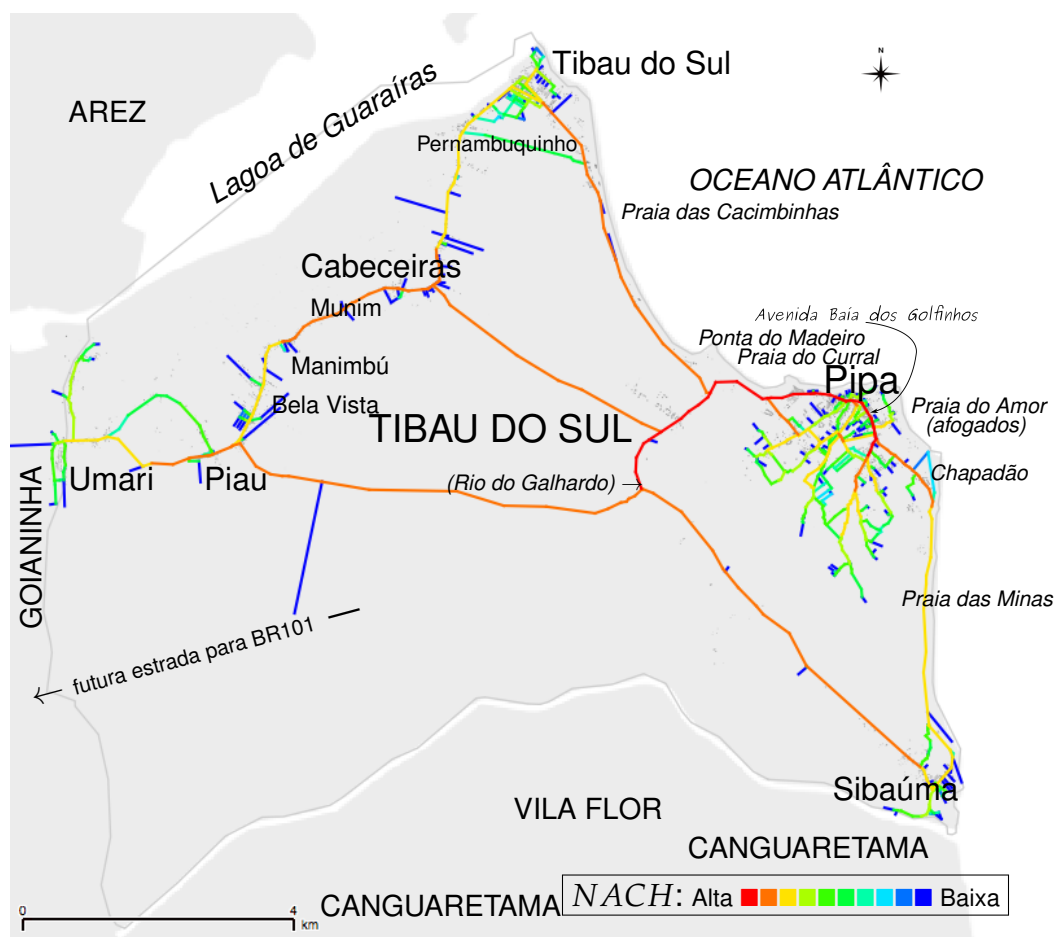 N
Tibau do Sul
AREZ
Lagoa de Guaraíras
Pernambuquinho
OCEANO ATLÂNTICO
Praia das Cacimbinhas
Cabeceiras
Munim
Avenida Baía dos Golfinhos
Ponta do Madeiro
Praia do Curral
Manimbú
Pipa
Bela Vista
Praia do Amor
(afogados)
TIBAU DO SUL
Umari
Piau
(Rio do Galhardo) →
Chapadão
GOIANINHA
Praia das Minas
← futura estrada para BR101 —
Sibaúma
VILA FLOR
CANGUARETAMA
CANGUARETAMA
NACH: Alta Baixa
0 4
km